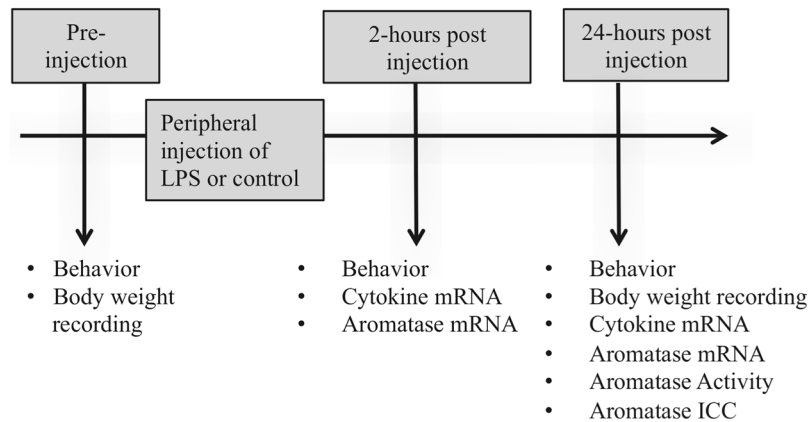 Pre-
injection
2-hours post
injection
24-hours post
injection
Peripheral
injection of
LPS or control
• Behavior
• Body weight
recording
• Behavior
• Cytokine mRNA
• Aromatase mRNA
• Behavior
• Body weight recording
• Cytokine mRNA
• Aromatase mRNA
• Aromatase Activity
• Aromatase ICC